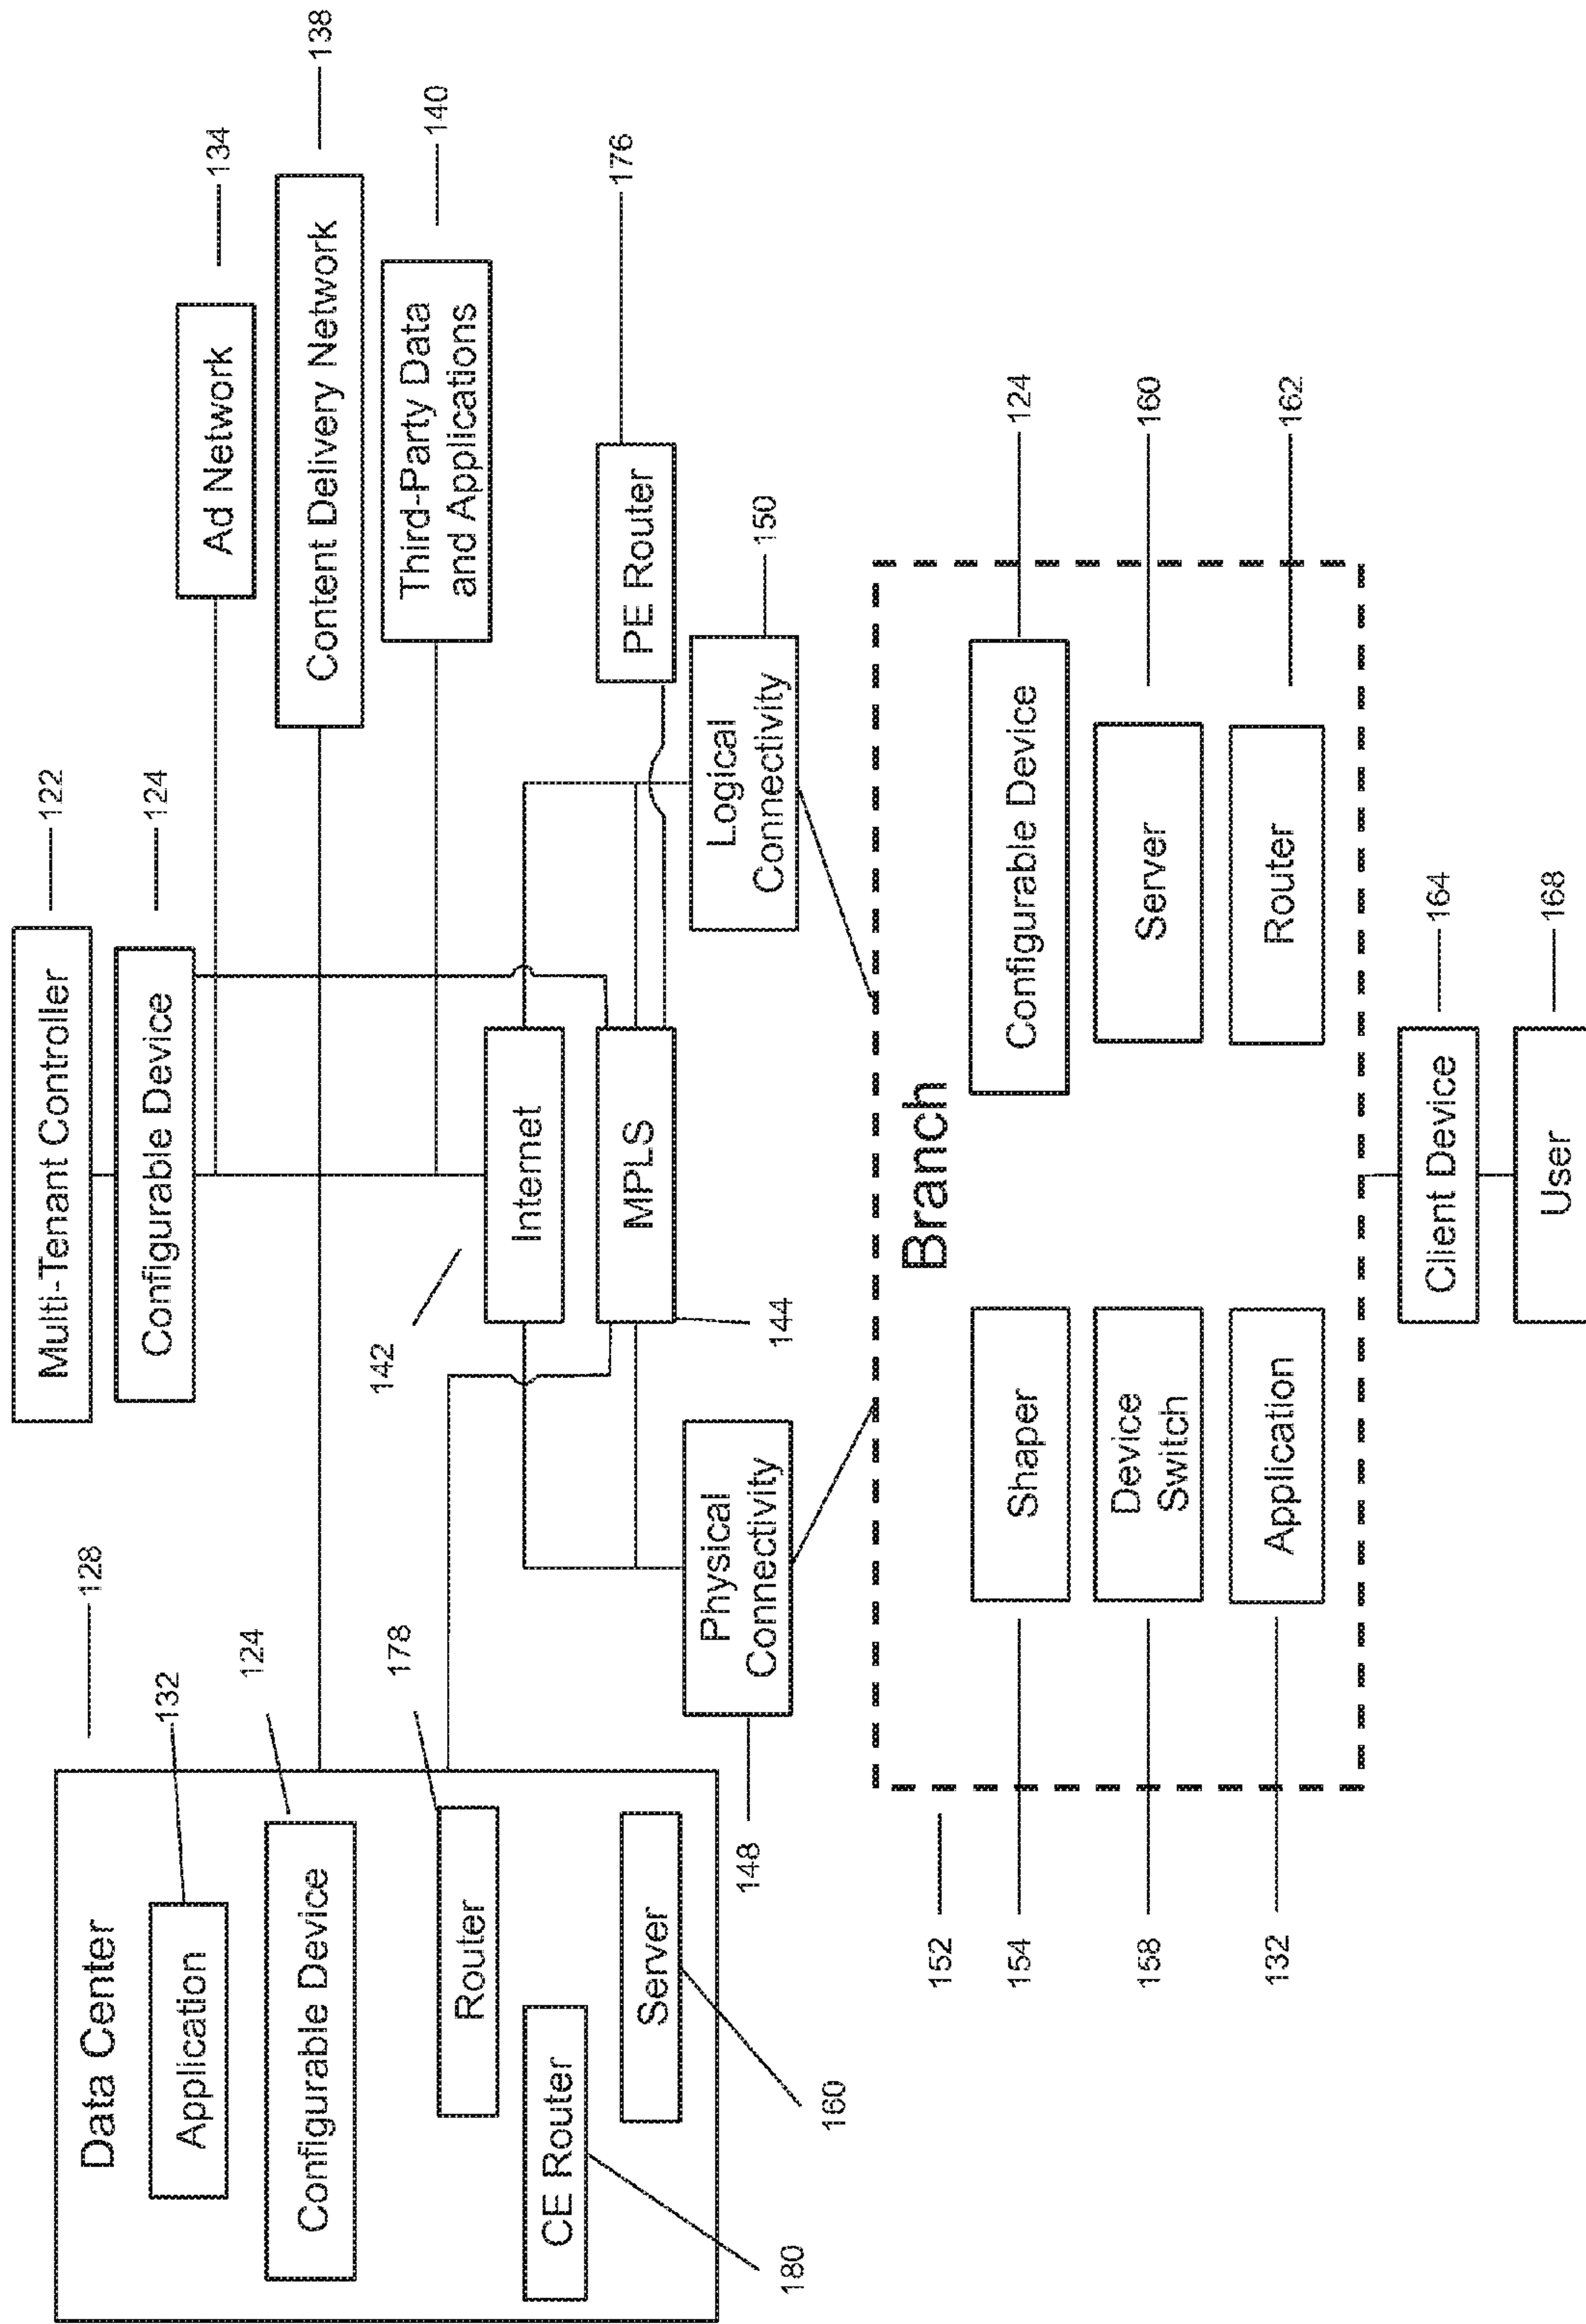 Multi-Tenant Controller
122
Configurable Device
124
128
Data Center
Application
132
Configurable Device
124
Router
178
CE Router
180
Server
160
Ad Network
134
Content Delivery Network
138
Third-Party Data
and Applications
140
142
Internet
MPLS
144
PE Router
176
Physical
Connectivity
148
Logical
Connectivity
150
Branch
152
Shaper
154
Configurable Device
124
Device
Switch
158
Server
160
Application
132
Router
162
Client Device
164
User
168